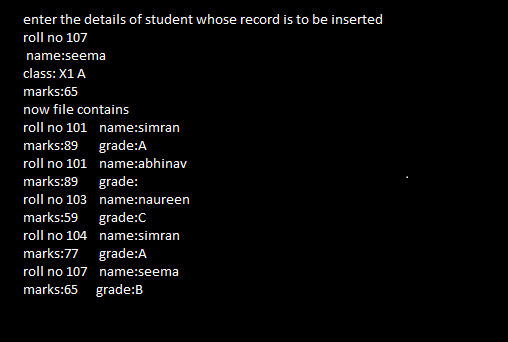 enter the details of student whose record is to be inserted
roll no 107
name:seema
class: X1 A
marks:65
now file contains
roll no 101 name:simran
marks:89 grade:A
roll no 101 name:abhinav
marks:89 grade:
roll no 103 name:naureen
marks:59 grade:C
roll no 104 name:simran
marks:77 grade:A
roll no 107 name:seema
marks:65 grade:B